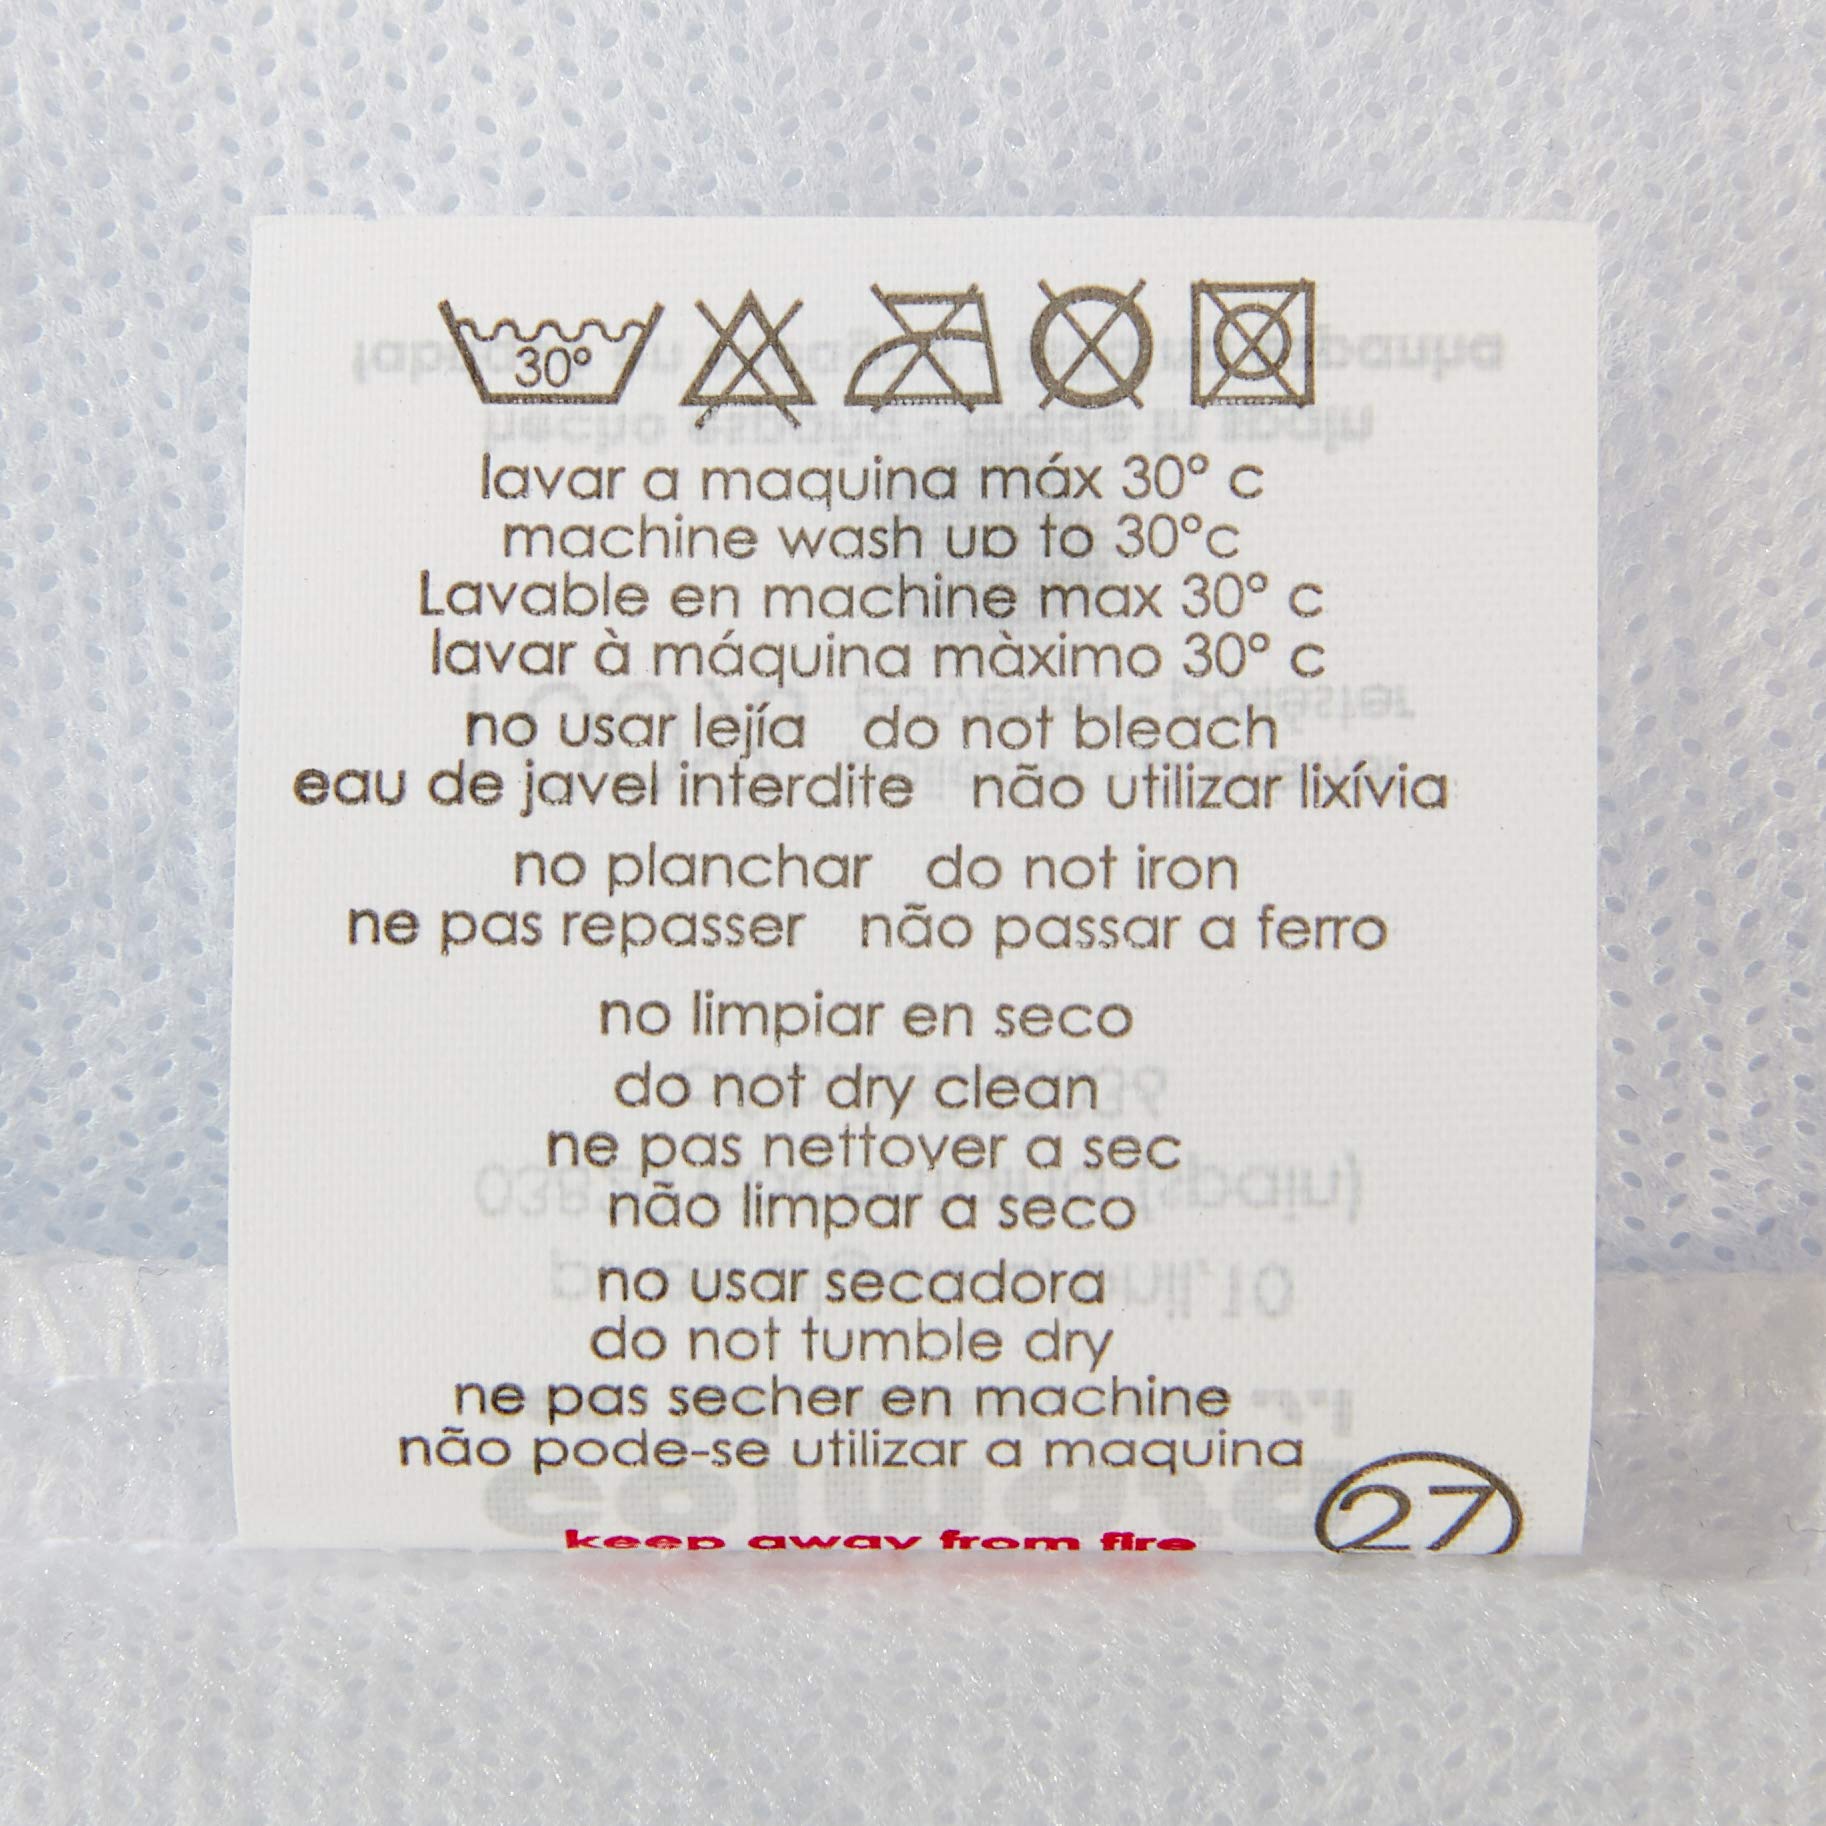 30°
lavar a maquina máx 30° c
machine wash up to 30°c
Lavable en machine max 30° c
lavar à máquina màximo 30° c
no usar lejía do not bleach
eau de javel interdite não utilizar lixívia
no planchar do not iron
ne pas repasser não passar a ferro
no limpiar en seco
do not dry clean
ne pas nettoyer a sec
não limpar a seco
no usar secadora
do not tumble dry
ne pas secher en machine
não pode-se utilizar a maquina
27
keep away from fire